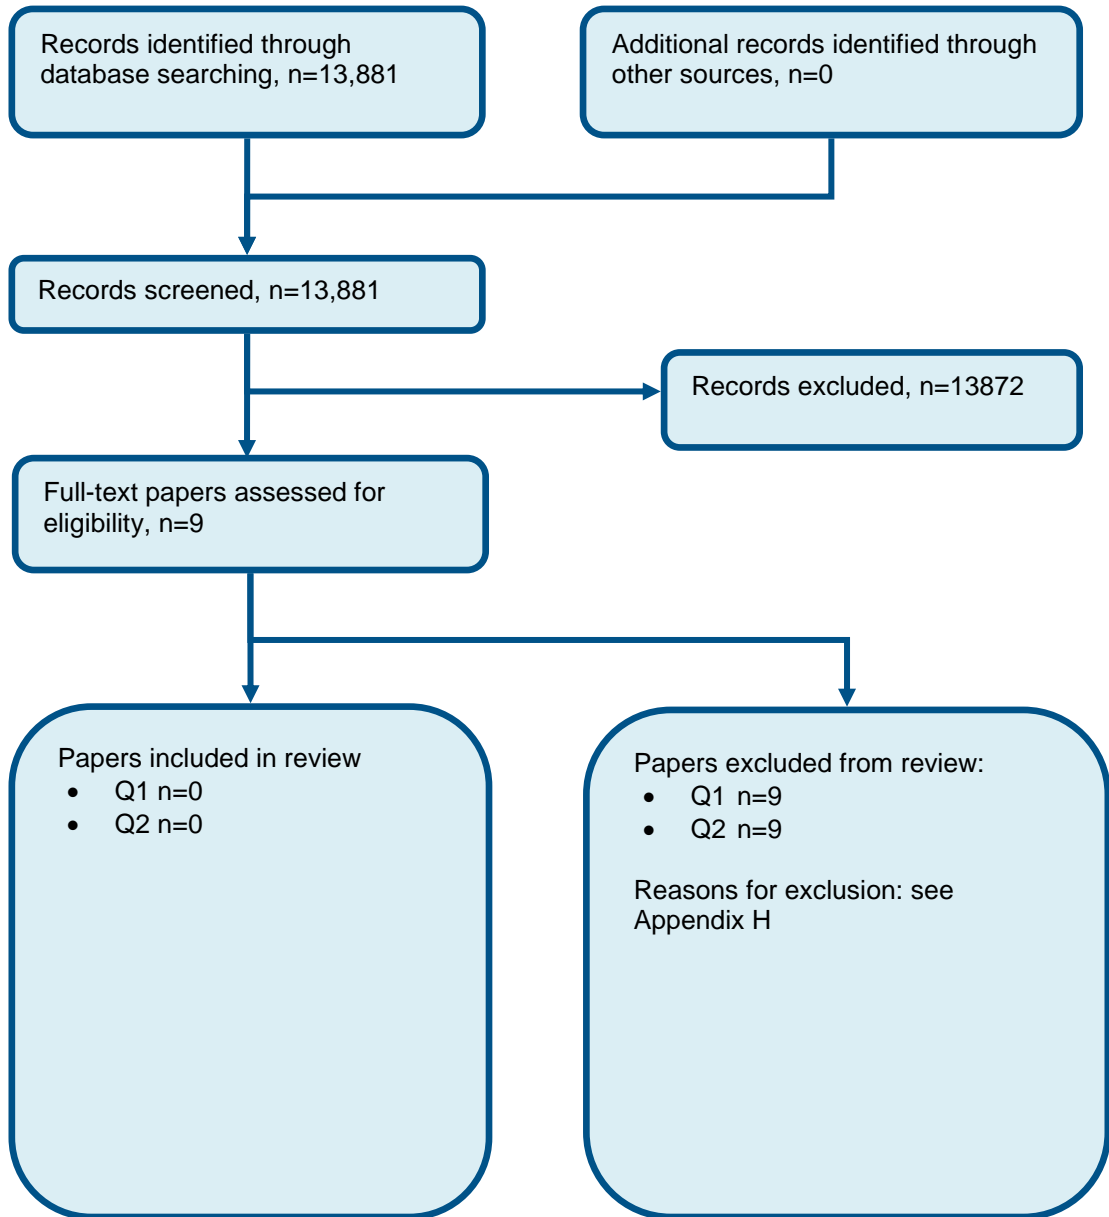 Records identified through
database searching, n=13,881
Additional records identified through
other sources, n=0
Records screened, n=13,881
Records excluded, n=13872
Full-text papers assessed for
eligibility, n=9
Papers included in review
• Q1 n=0
• Q2 n=0
Papers excluded from review:
• Q1 n=9
• Q2 n=9
Reasons for exclusion: see
Appendix H